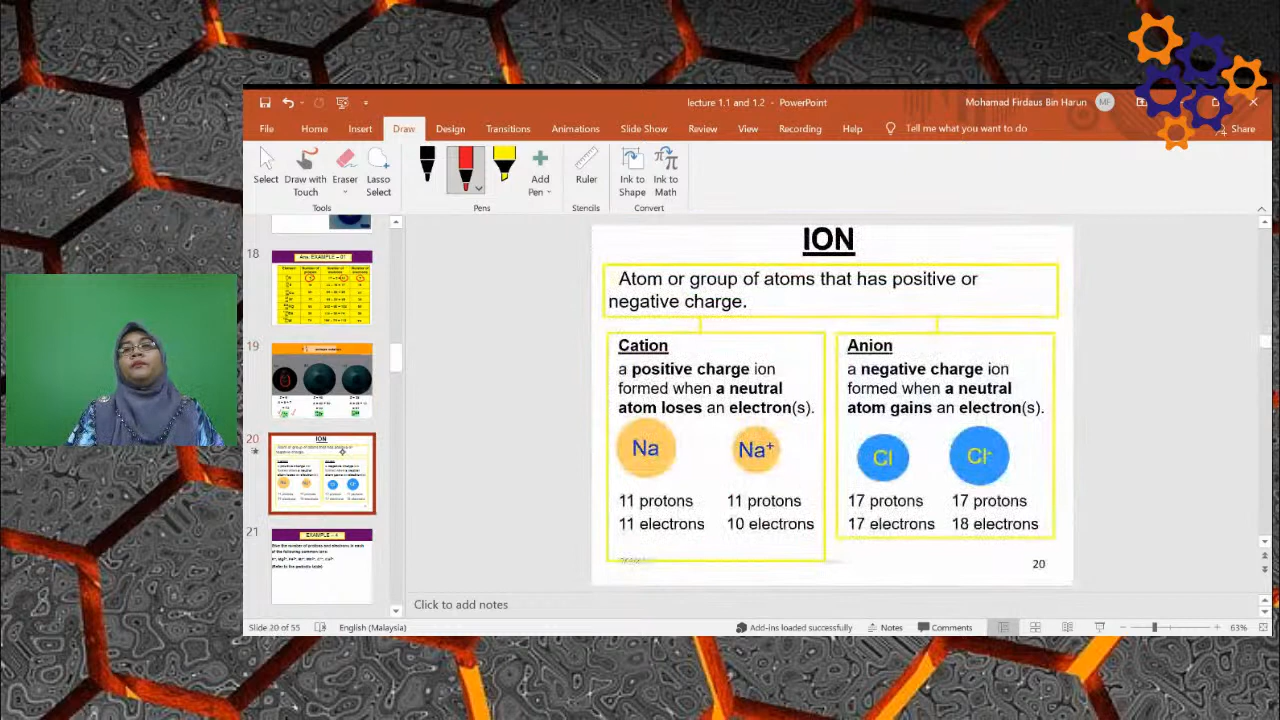 lecture 1.1 and 1.2 - PowerPoint
Mohamad Firdaus Bin Harun
MF
File Home Insert Draw Design Transitions Animations Slide Show Review View Recording Help Tell me what you want to do
Share
Select
Draw with Touch
Eraser
Lasso Select
Add Pen
Ruler
Ink to Shape
Ink to Math
Tools
Pens
Stencils
Convert
18
19
20
21
EXAMPLE - 4
ION
Atom or group of atoms that has positive or
negative charge.
Cation
a positive charge ion
formed when a neutral
atom loses an electron(s).
Na Na+
11 protons 11 protons
11 electrons 10 electrons
Anion
a negative charge ion
formed when a neutral
atom gains an electron(s).
Cl Cl-
17 protons 17 protons
17 electrons 18 electrons
20
Click to add notes
Slide 20 of 55 English (Malaysia) Add-ins loaded successfully Notes Comments 63%